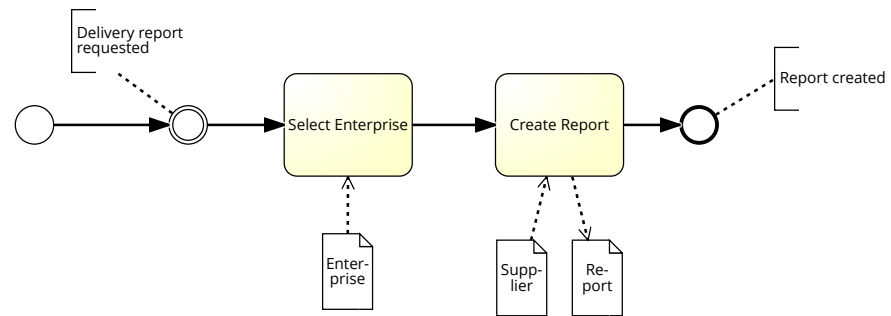 Delivery report
requested
Report created
Select Enterprise
Create Report
Enter-
prise
Supp-
lier
Re-
port